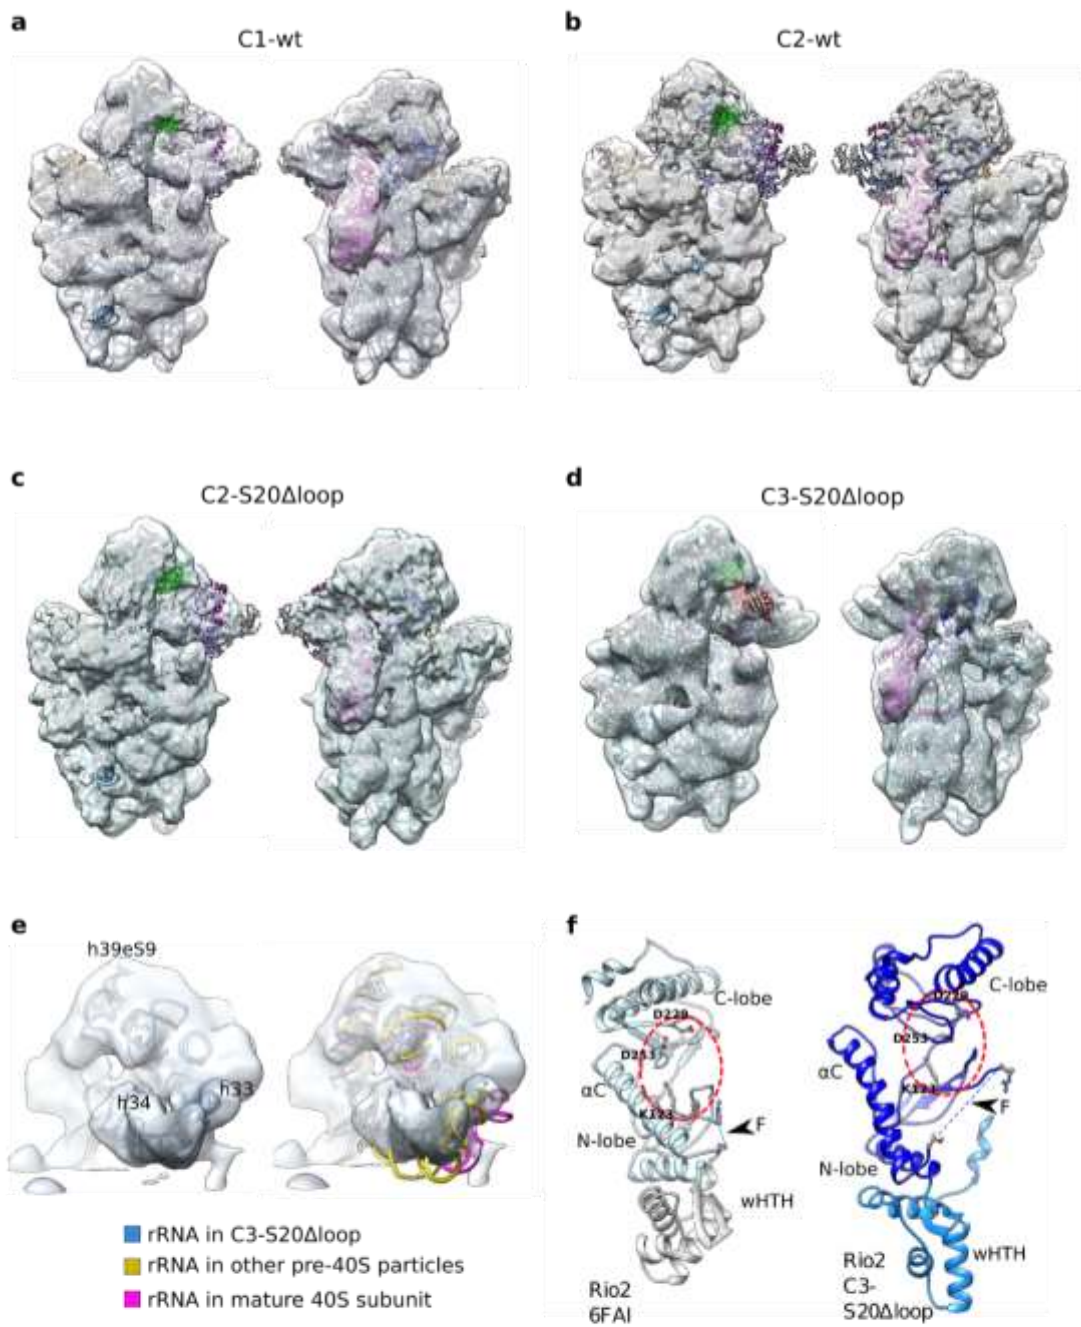 a
C1-wt
b
C2-wt
c
C2-S20Δloop
d
C3-S20Δloop
e
h39eS9
h34
h33
rRNA in C3-S20Δloop
rRNA in other pre-40S particles
rRNA in mature 40S subunit
f
C-lobe
D229
D253
αC
K123
F
N-lobe
wHTH
Rio2
6FAI
C-lobe
D229
D253
αC
K123
F
N-lobe
wHTH
Rio2
C3-
S20Δloop